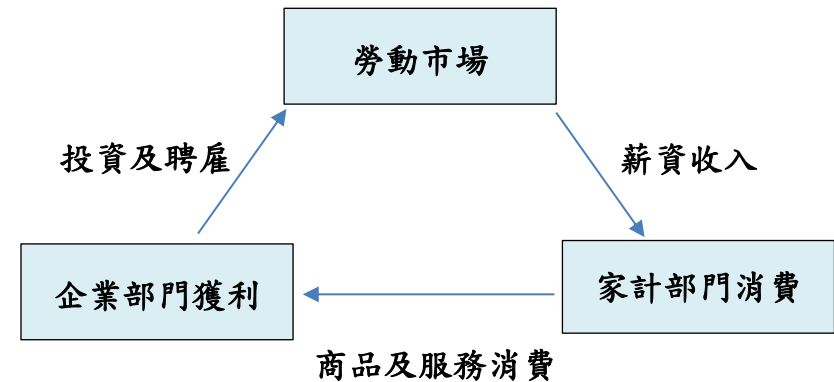 勞動市場
投資及聘雇
薪資收入
企業部門獲利
家計部門消費
商品及服務消費